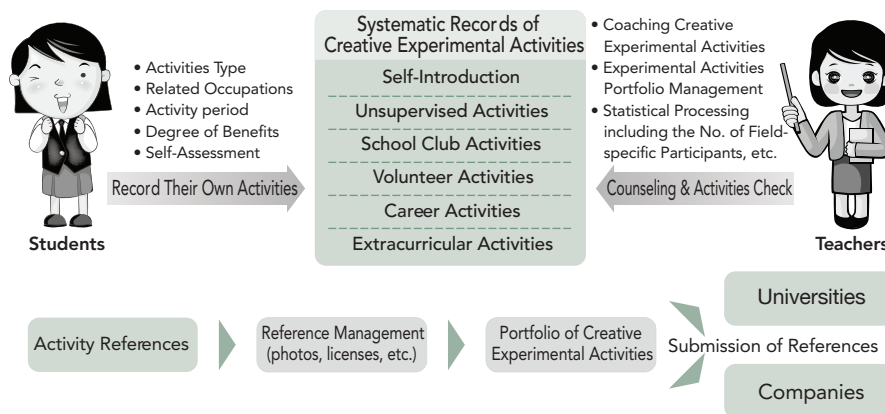 Systematic Records of
Creative Experimental Activities
Self-Introduction
Unsupervised Activities
School Club Activities
Volunteer Activities
Career Activities
Extracurricular Activities
• Activities Type
• Related Occupations
• Activity period
• Degree of Benefits
• Self-Assessment
Record Their Own Activities
Students
• Coaching Creative
Experimental Activities
• Experimental Activities
Portfolio Management
• Statistical Processing
including the No. of Field-
specific Participants, etc.
Counseling & Activities Check
Teachers
Activity References
Reference Management
(photos, licenses, etc.)
Portfolio of Creative
Experimental Activities
Submission of References
Universities
Companies